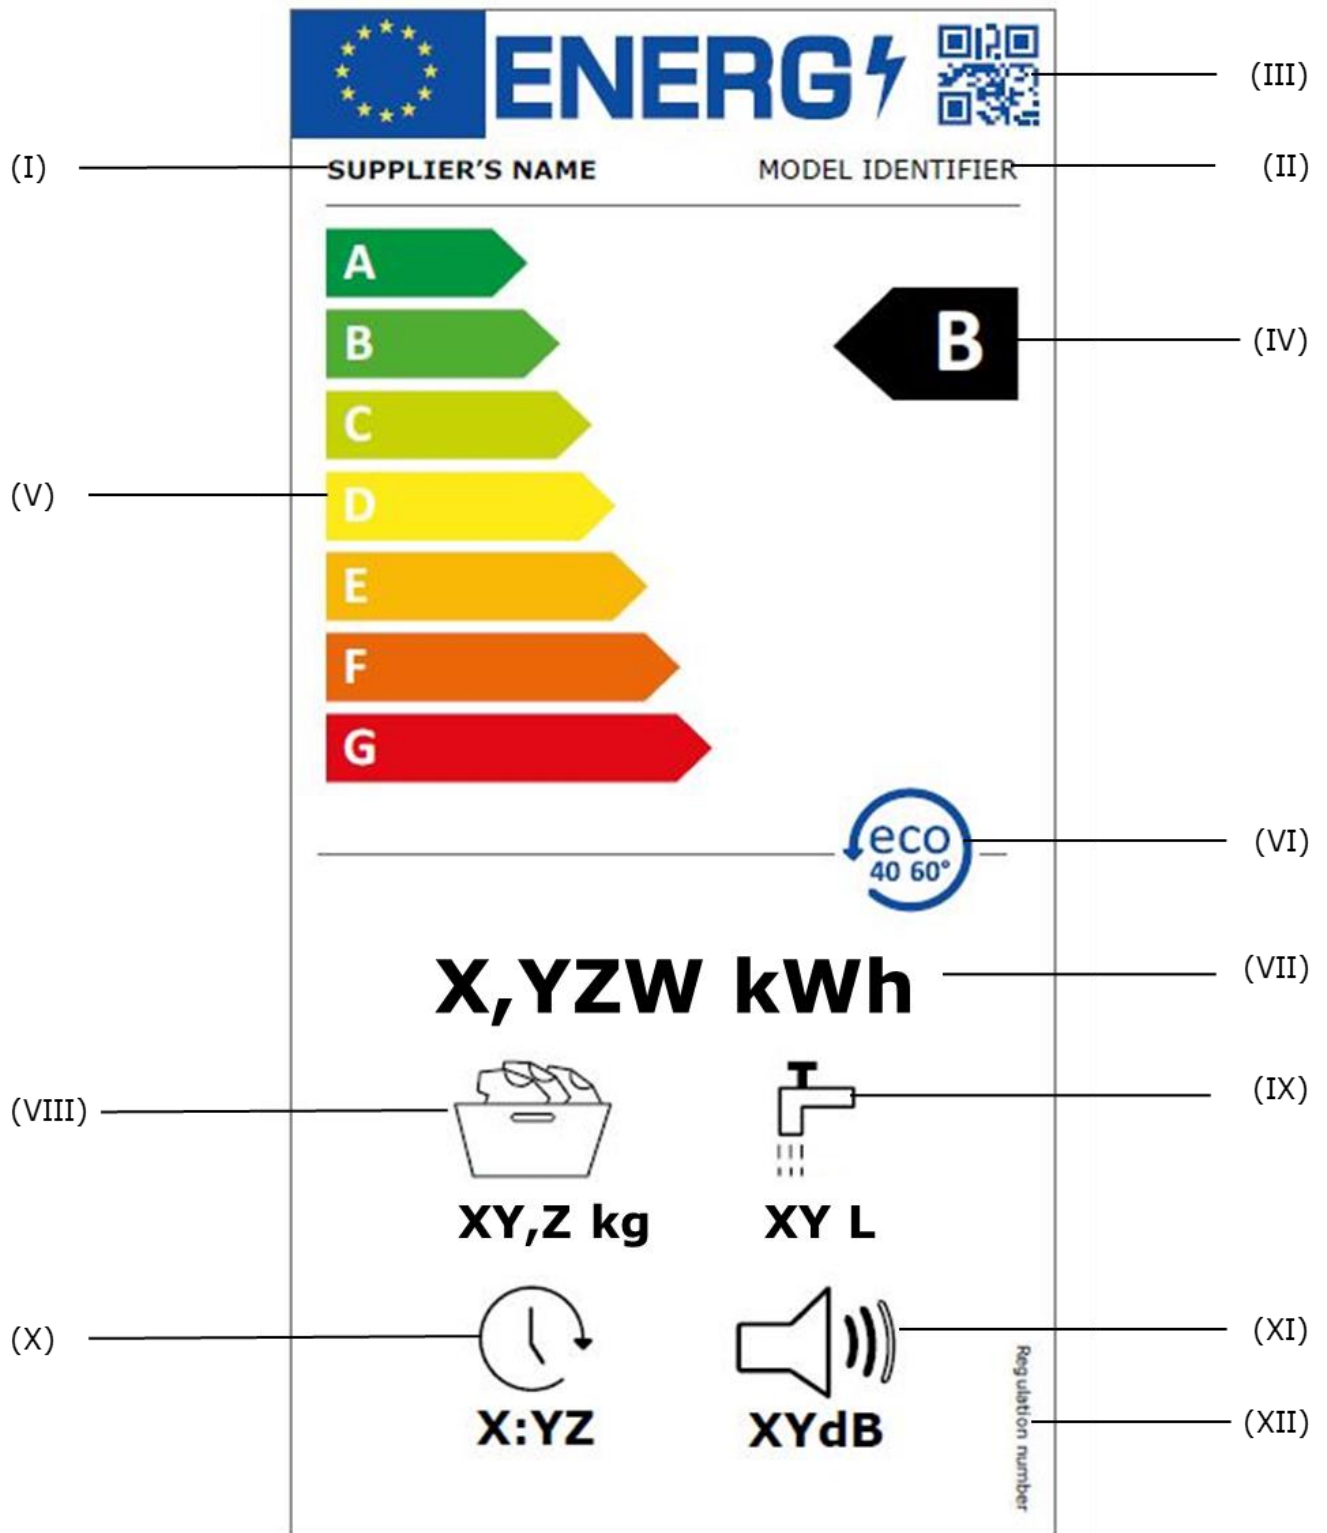 ENERG
(III)
(I)
SUPPLIER'S NAME
MODEL IDENTIFIER
(II)
A
B
B
(IV)
C
(V)
D
E
F
G
eco
40 60°
(VI)
X,YZW kWh
(VII)
(VIII)
(IX)
XY,Z kg
XY L
(X)
(XI)
X:YZ
XYdB
Regulation number
(XII)